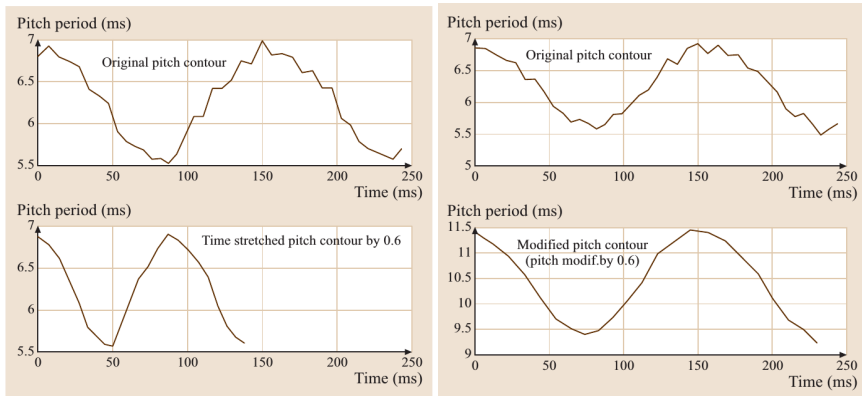 Pitch period (ms)
7
6.5
6
5.5
Original pitch contour
0 50 100 150 200 250
Time (ms)
Pitch period (ms)
7
6.5
6
5.5
Time stretched pitch contour by 0.6
0 50 100 150 200 250
Time (ms)
Pitch period (ms)
7
6.5
6
5.5
5
Original pitch contour
0 50 100 150 200 250
Time (ms)
Pitch period (ms)
11.5
11
10.5
10
9.5
9
Modified pitch contour
(pitch modif.by 0.6)
0 50 100 150 200 250
Time (ms)